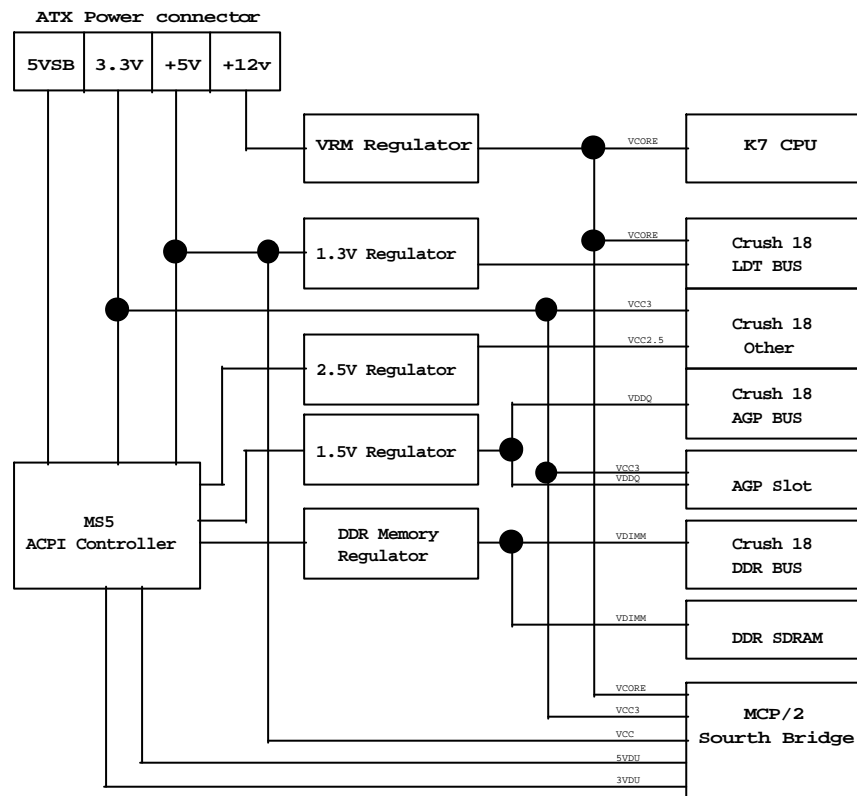 ATX Power connector
5VSB 3.3V +5V +12v
VRM Regulator
VCORE
K7 CPU
1.3V Regulator
VCORE
Crush 18
LDT BUS
VCC3
VCC2.5
Crush 18
Other
2.5V Regulator
VDDQ
Crush 18
AGP BUS
1.5V Regulator
VCC3
VDDQ
AGP Slot
MS5
ACPI Controller
DDR Memory
Regulator
VDIMM
Crush 18
DDR BUS
VDIMM
DDR SDRAM
VCORE
VCC3
VCC
5VDU
3VDU
MCP/2
Sourth Bridge